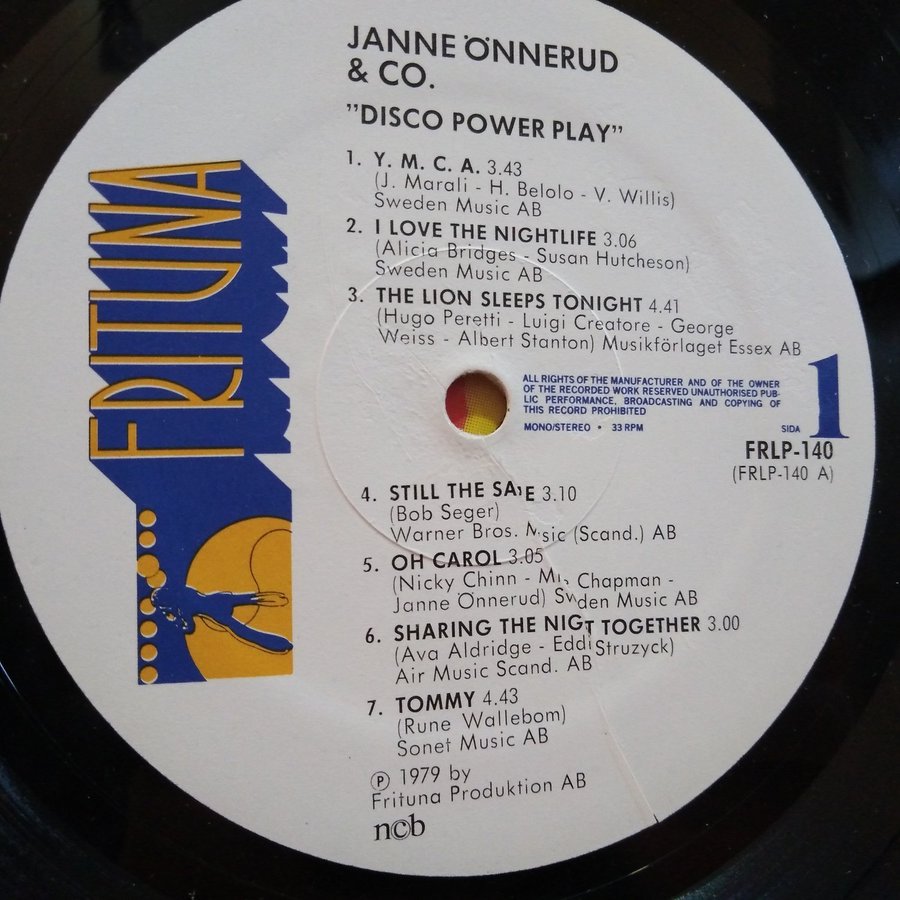 JANNE ÖNNERUD
& CO.
"DISCO POWER PLAY"
1. Y. M. C. A. 3.43
(J. Marali - H. Belolo - V. Willis)
Sweden Music AB
2. I LOVE THE NIGHTLIFE 3.06
(Alicia Bridges - Susan Hutcheson)
Sweden Music AB
3. THE LION SLEEPS TONIGHT 4.41
(Hugo Peretti - Luigi Creatore - George
Weiss - Albert Stanton) Musikförlaget Essex AB
FRITUNA
ALL RIGHTS OF THE MANUFACTURER AND OF THE OWNER
OF THE RECORDED WORK RESERVED UNAUTHORISED PUB-
LIC PERFORMANCE. BROADCASTING AND COPYING OF
THIS RECORD PROHIBITED
MONO/STEREO • 33 RPM
SIDA 1
FRLP-140
(FRLP-140 A)
4. STILL THE SAME 3.10
(Bob Seger)
Warner Bros. Music (Scand.) AB
5. OH CAROL 3.05
(Nicky Chinn - Chapman -
Janne Önnerud) Sweden Music AB
6. SHARING THE NIGT TOGETHER 3.00
(Ava Aldridge - Eddi Struzyck)
Air Music Scand. AB
7. TOMMY 4.43
(Rune Wallebom)
Sonet Music AB
Ⓟ 1979 by
Frituna Produktion AB
n©b